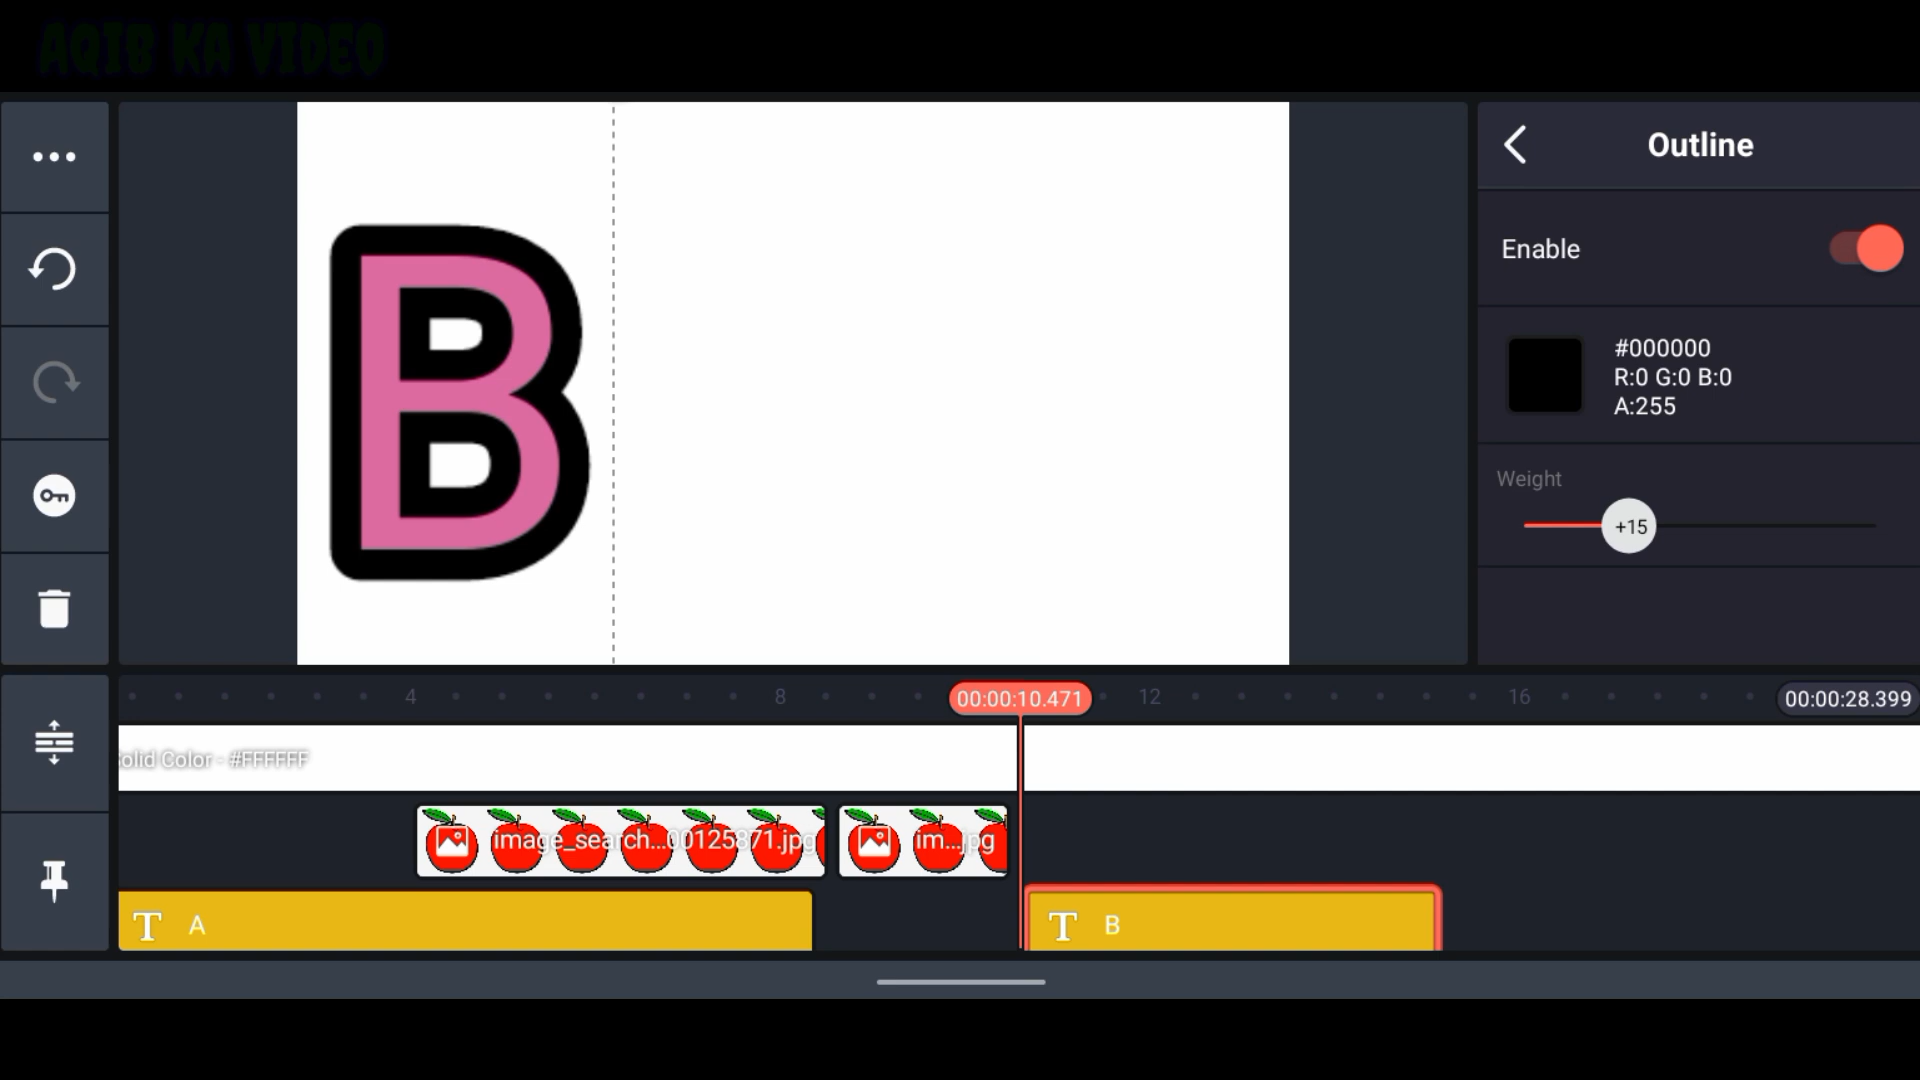 AQIB KA VIDEO
Outline
Enable
#000000
R:0 G:0 B:0
A:255
Weight
+15
B
4
8
00:00:10.471
12
16
00:00:28.399
olid Color - #FFFFFF
image_search...00125871.jpg
im...jpg
T A
T B